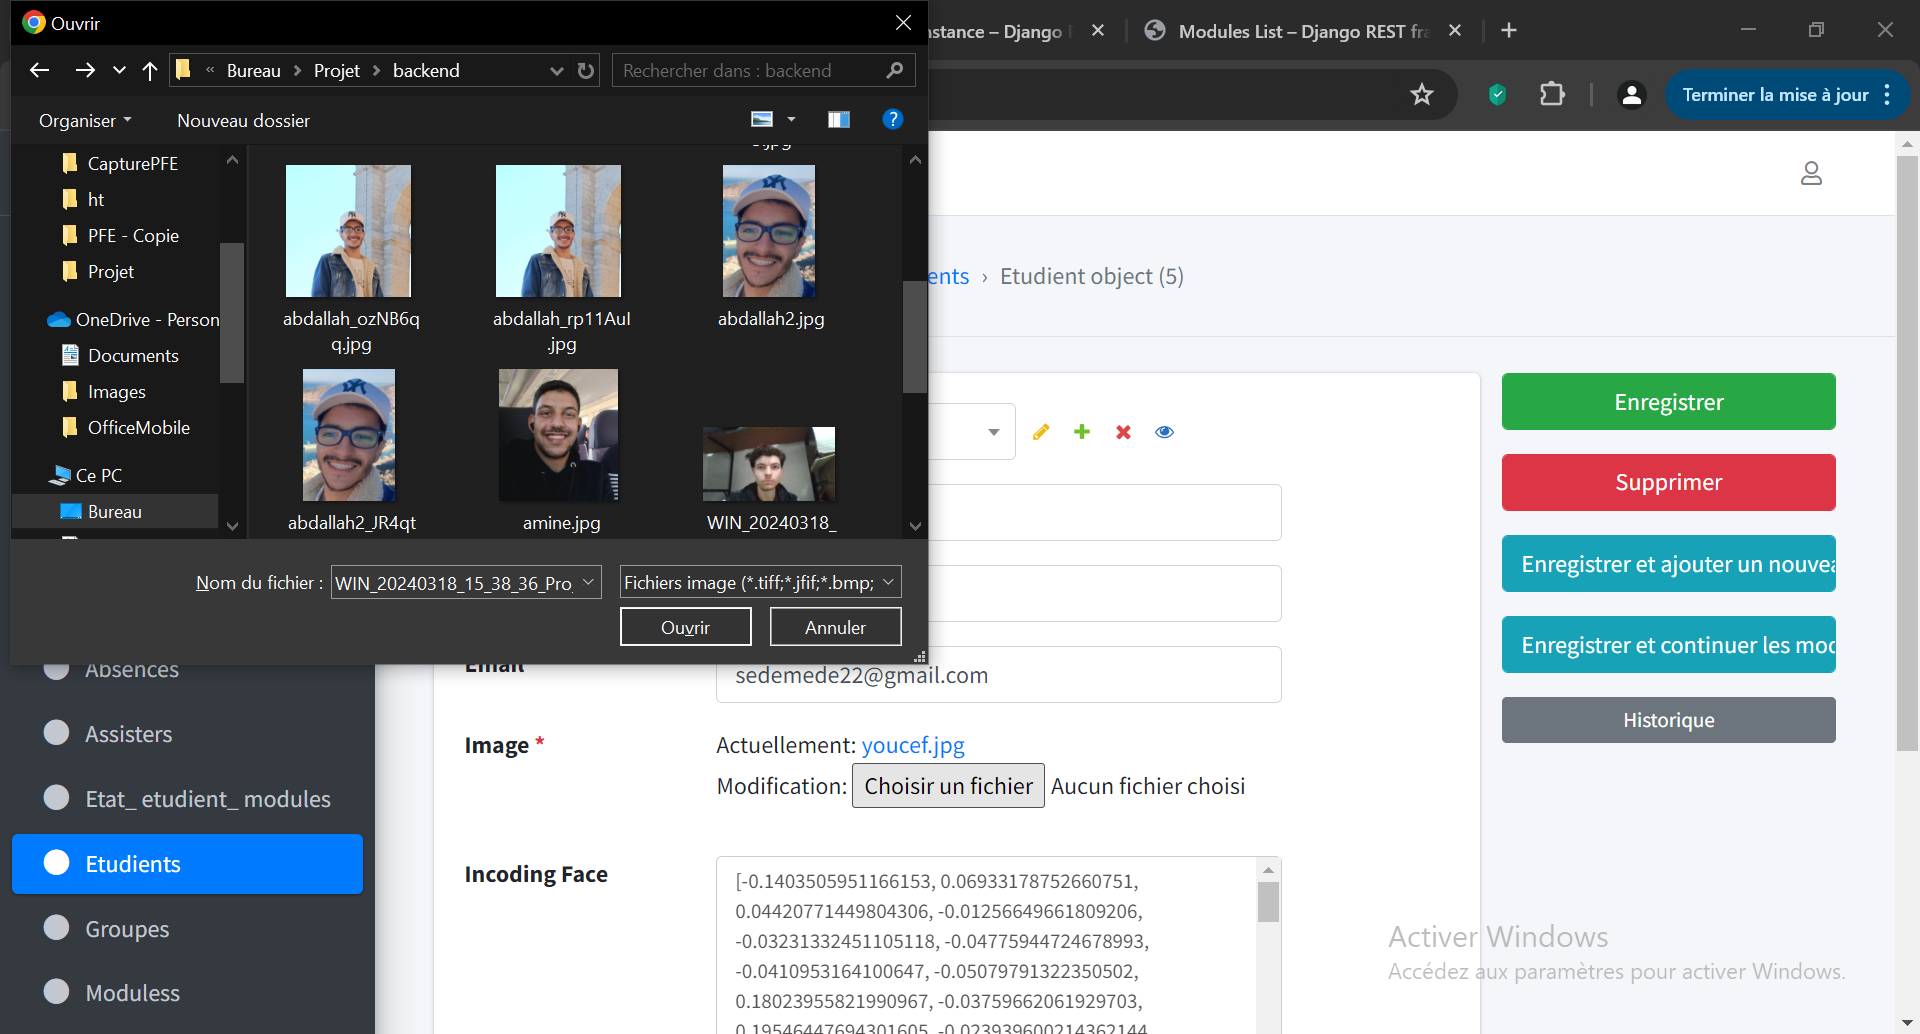 Ouvrir
nstance – Django
Modules List – Django REST fr
« Bureau > Projet > backend
Rechercher dans : backend
Terminer la mise à jour
Organiser
Nouveau dossier
CapturePFE
ht
PFE - Copie
Projet
OneDrive - Person
Documents
Images
OfficeMobile
Ce PC
Bureau
abdallah_ozNB6q
q.jpg
abdallah_rp11Aul
.jpg
abdallah2.jpg
abdallah2_JR4qt
amine.jpg
WIN_20240318_
Nom du fichier :
WIN_20240318_15_38_36_Pro
Fichiers image (*.tiff;*.jfif;*.bmp;
Ouvrir
Annuler
ents › Etudient object (5)
Enregistrer
Supprimer
Enregistrer et ajouter un nouvea
Enregistrer et continuer les mod
Historique
Absences
Assisters
Etat_ etudient_ modules
Etudients
Groupes
Moduless
Email
sedemede22@gmail.com
Image *
Actuellement: youcef.jpg
Modification: Choisir un fichier Aucun fichier choisi
Incoding Face
[-0.1403505951166153, 0.06933178752660751,
0.04420771449804306, -0.01256649661809206,
-0.03231332451105118, -0.04775944724678993,
-0.0410953164100647, -0.05079791322350502,
0.18023955821990967, -0.03759662061929703,
0.19546447694301605, -0.023939600214362144
Activer Windows
Accédez aux paramètres pour activer Windows.